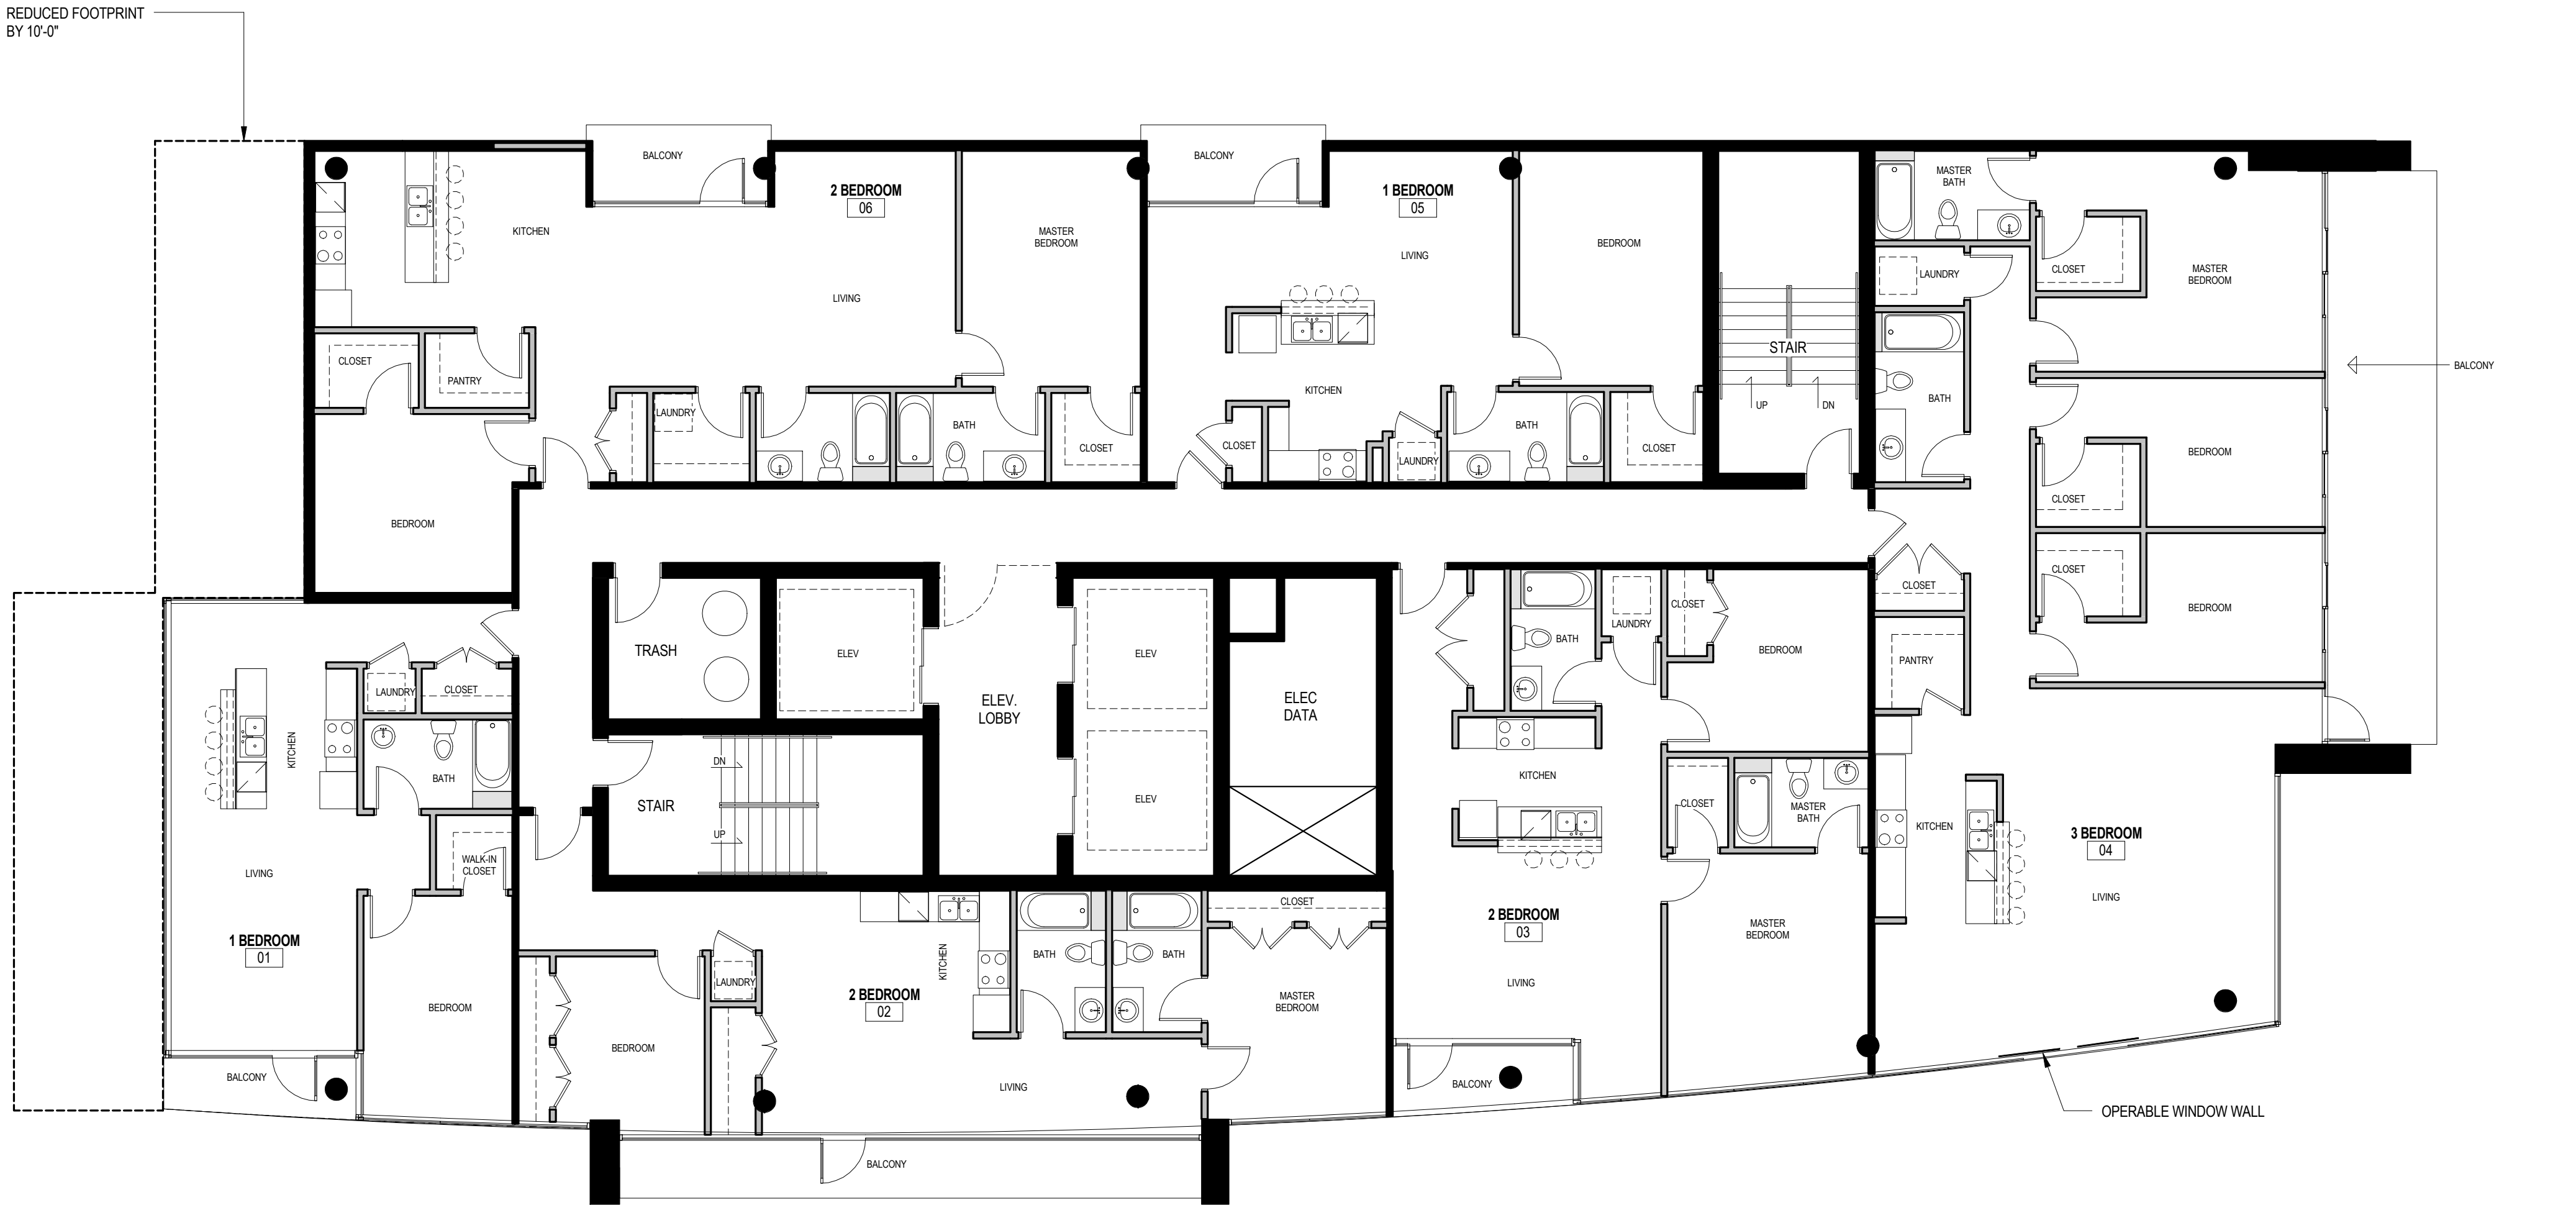 REDUCED FOOTPRINT
BY 10'-0"
BALCONY
2 BEDROOM
06
KITCHEN
LIVING
MASTER
BEDROOM
CLOSET
PANTRY
LAUNDRY
BATH
CLOSET
BEDROOM
BALCONY
1 BEDROOM
05
LIVING
BEDROOM
KITCHEN
CLOSET
LAUNDRY
BATH
CLOSET
STAIR
UP
DN
MASTER
BATH
LAUNDRY
CLOSET
MASTER
BEDROOM
BATH
BALCONY
BEDROOM
CLOSET
CLOSET
CLOSET
BEDROOM
PANTRY
KITCHEN
3 BEDROOM
04
LIVING
OPERABLE WINDOW WALL
TRASH
ELEV
ELEV.
LOBBY
ELEV
ELEV
ELEC
DATA
STAIR
DN
UP
BATH
LAUNDRY
CLOSET
BEDROOM
KITCHEN
CLOSET
MASTER
BATH
2 BEDROOM
03
MASTER
BEDROOM
LIVING
BALCONY
LAUNDRY
CLOSET
KITCHEN
BATH
WALK-IN
CLOSET
LIVING
1 BEDROOM
01
BEDROOM
BALCONY
KITCHEN
BATH
BATH
CLOSET
LAUNDRY
2 BEDROOM
02
MASTER
BEDROOM
BEDROOM
LIVING
BALCONY